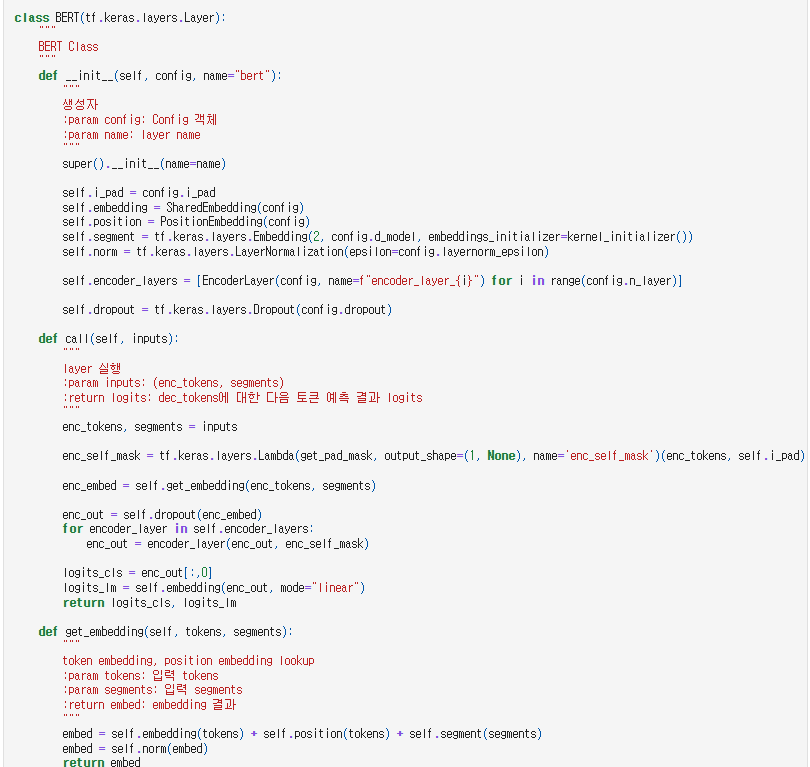 class BERT(tf.keras.layers.Layer):
    """
    BERT Class
    """
    def __init__(self, config, name="bert"):
        """
        생성자
        :param config: Config 객체
        :param name: layer name
        """
        super().__init__(name=name)

        self.i_pad = config.i_pad
        self.embedding = SharedEmbedding(config)
        self.position = PositionEmbedding(config)
        self.segment = tf.keras.layers.Embedding(2, config.d_model, embeddings_initializer=kernel_initializer())
        self.norm = tf.keras.layers.LayerNormalization(epsilon=config.layernorm_epsilon)

        self.encoder_layers = [EncoderLayer(config, name=f"encoder_layer_{i}") for i in range(config.n_layer)]

        self.dropout = tf.keras.layers.Dropout(config.dropout)

    def call(self, inputs):
        """
        layer 실행
        :param inputs: (enc_tokens, segments)
        :return logits: dec_tokens에 대한 다음 토큰 예측 결과 logits
        """
        enc_tokens, segments = inputs

        enc_self_mask = tf.keras.layers.Lambda(get_pad_mask, output_shape=(1, None), name='enc_self_mask')(enc_tokens, self.i_pad)

        enc_embed = self.get_embedding(enc_tokens, segments)

        enc_out = self.dropout(enc_embed)
        for encoder_layer in self.encoder_layers:
            enc_out = encoder_layer(enc_out, enc_self_mask)

        logits_cls = enc_out[:,0]
        logits_lm = self.embedding(enc_out, mode="linear")
        return logits_cls, logits_lm

    def get_embedding(self, tokens, segments):
        """
        token embedding, position embedding lookup
        :param tokens: 입력 tokens
        :param segments: 입력 segments
        :return embed: embedding 결과
        """
        embed = self.embedding(tokens) + self.position(tokens) + self.segment(segments)
        embed = self.norm(embed)
        return embed